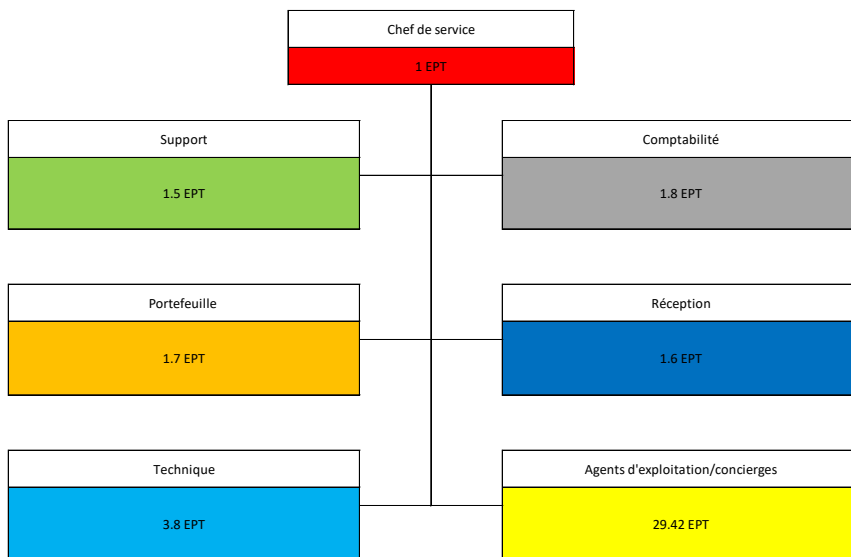 Chef de service
1 EPT
Support
1.5 EPT
Comptabilité
1.8 EPT
Portefeuille
1.7 EPT
Réception
1.6 EPT
Technique
3.8 EPT
Agents d'exploitation/concierges
29.42 EPT